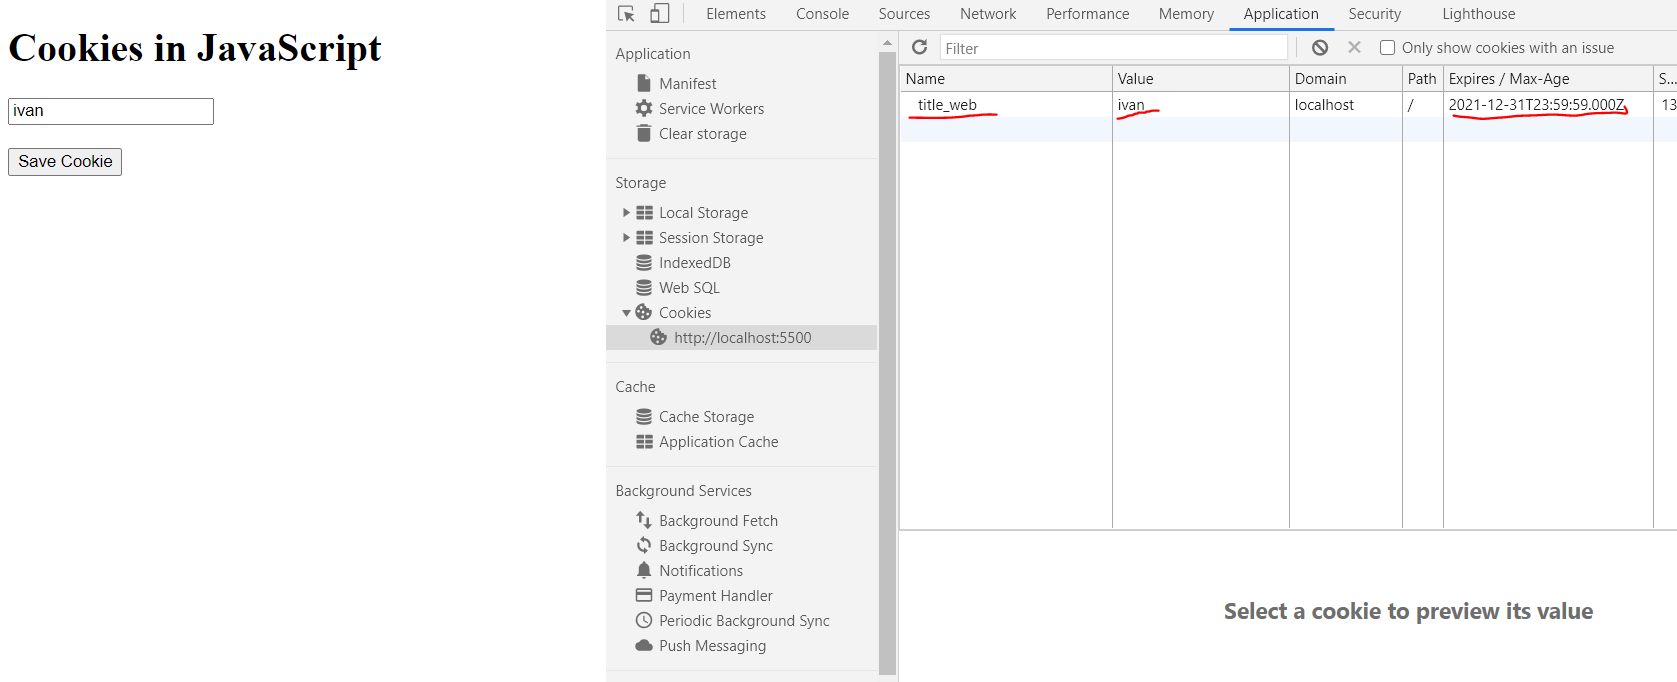 Cookies in JavaScript
ivan
Save Cookie
Elements Console Sources Network Performance Memory Application Security Lighthouse
Application
Manifest
Service Workers
Clear storage
Storage
Local Storage
Session Storage
IndexedDB
Web SQL
Cookies
http://localhost:5500
Cache
Cache Storage
Application Cache
Background Services
Background Fetch
Background Sync
Notifications
Payment Handler
Periodic Background Sync
Push Messaging
Filter Only show cookies with an issue
Name Value Domain Path Expires / Max-Age S...
title_web ivan localhost / 2021-12-31T23:59:59.000Z 13
Select a cookie to preview its value